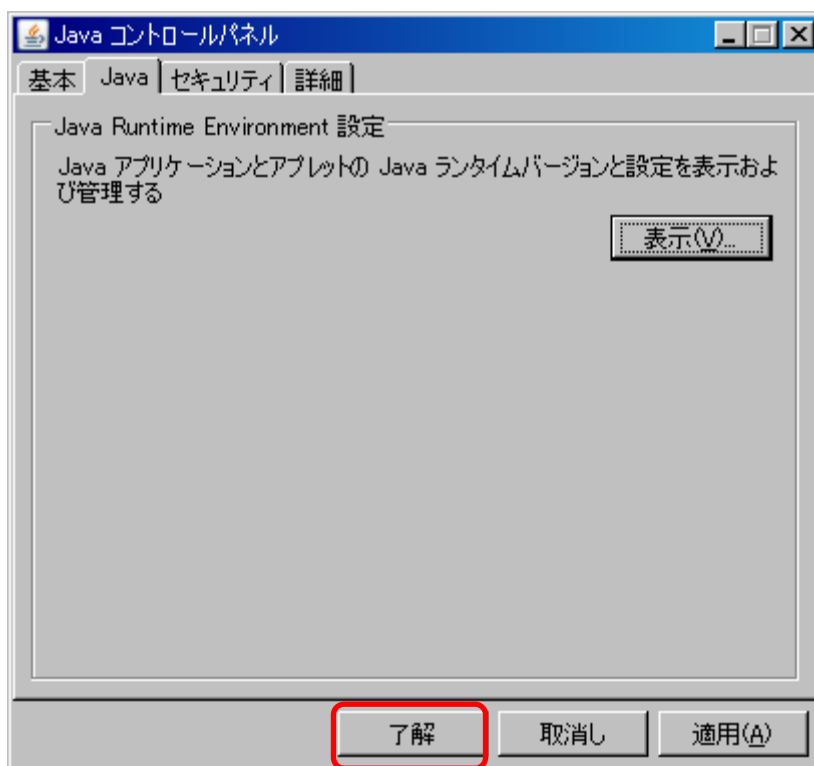 Java コントロールパネル
基本 Java セキュリティ 詳細
Java Runtime Environment 設定
Java アプリケーションとアプレットの Java ランタイムバージョンと設定を表示およ
び管理する
表示(V)...
了解 取消し 適用(A)